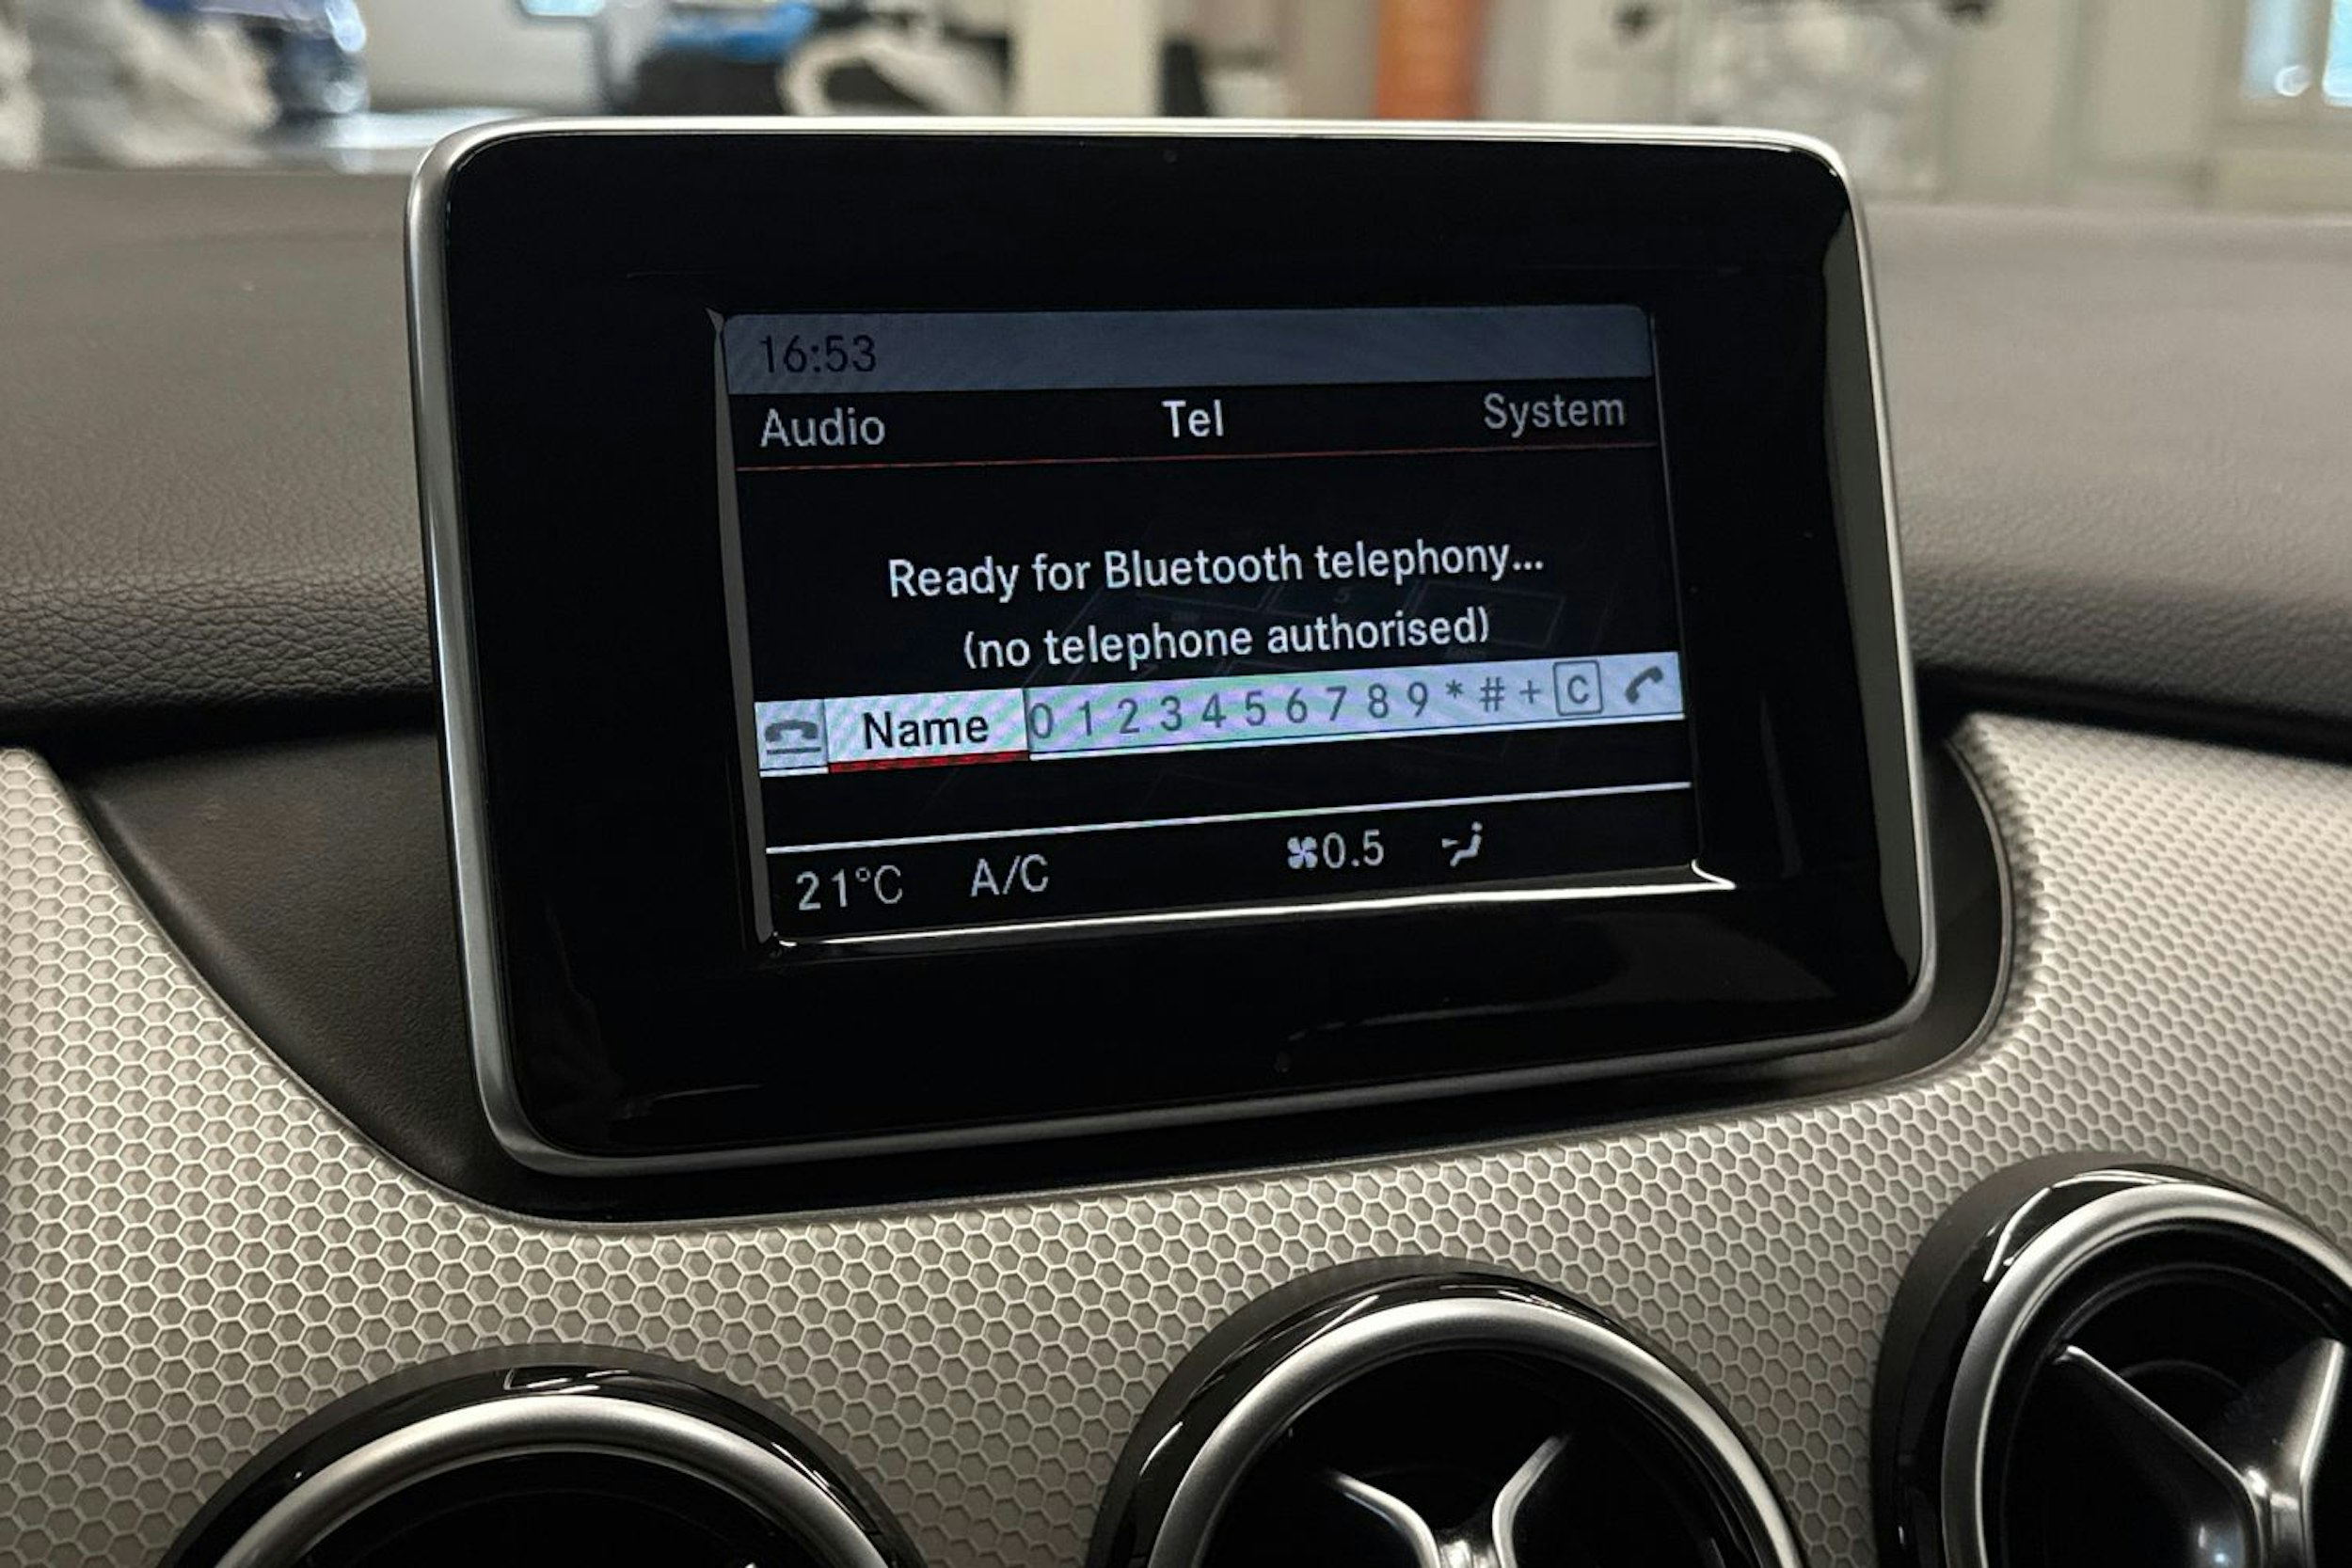 16:53
Audio Tel System
Ready for Bluetooth telephony...
(no telephone authorised)
Name 0 1 2 3 4 5 6 7 8 9 * # + C
21°C A/C 0.5